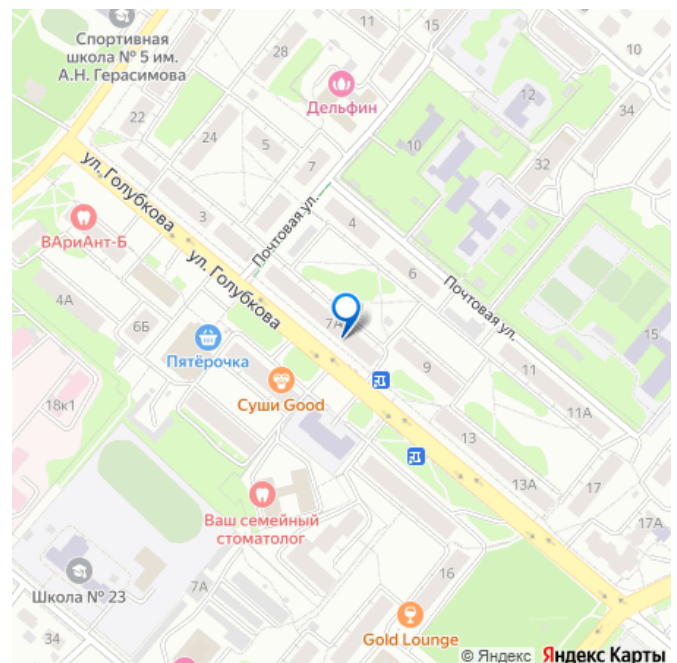 11
15
10
Спортивная
школа № 5 им.
А.Н. Герасимова
28
Дельфин
12
34
22
24
5
10
32
7
ул. Голубкова
3
Почтовая ул.
4
ВАриАнт-Б
ул. Голубкова
6
Почтовая ул.
4А
6Б
7А
15
Пятёрочка
9
11
Суши Good
11А
18к1
13
13А
17
Ваш семейный
стоматолог
17А
7А
16
Школа № 23
34
Gold Lounge
© Яндекс Яндекс Карты